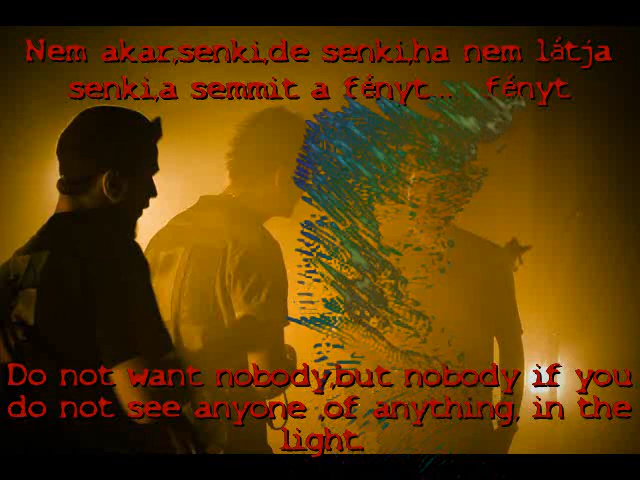 Nem akar,senki,de senki,ha nem látja
senki,a semmit a fényt... fényt
Do not want nobody,but nobody if you
do not see anyone ,of anything, in the
light.